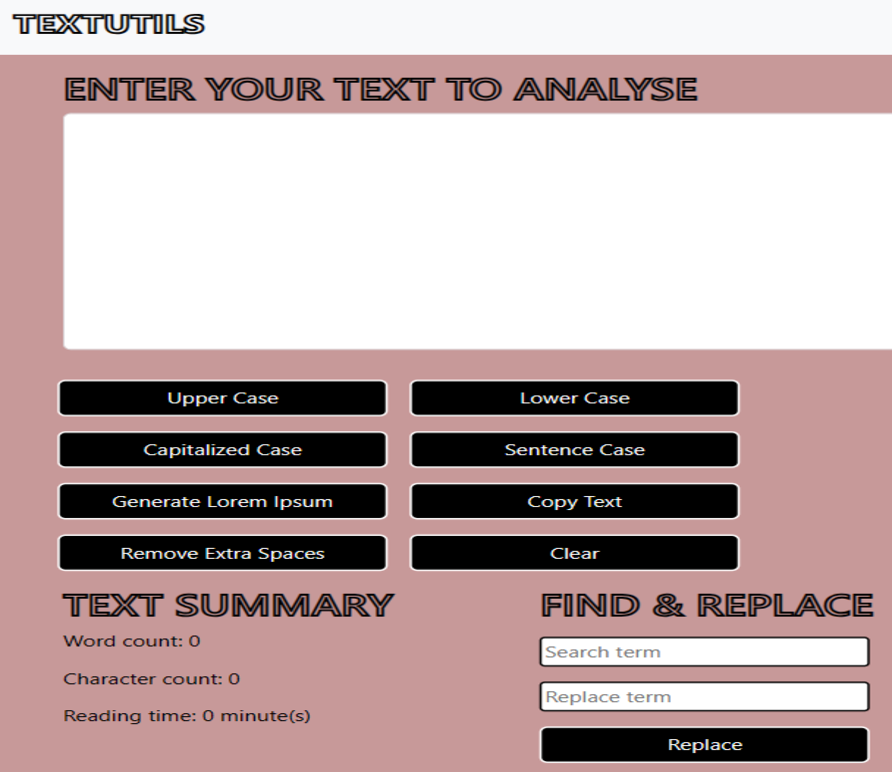 TEXTUTILS
ENTER YOUR TEXT TO ANALYSE
Upper Case
Lower Case
Capitalized Case
Sentence Case
Generate Lorem Ipsum
Copy Text
Remove Extra Spaces
Clear
TEXT SUMMARY
Word count: 0
Character count: 0
Reading time: 0 minute(s)
FIND & REPLACE
Search term
Replace term
Replace